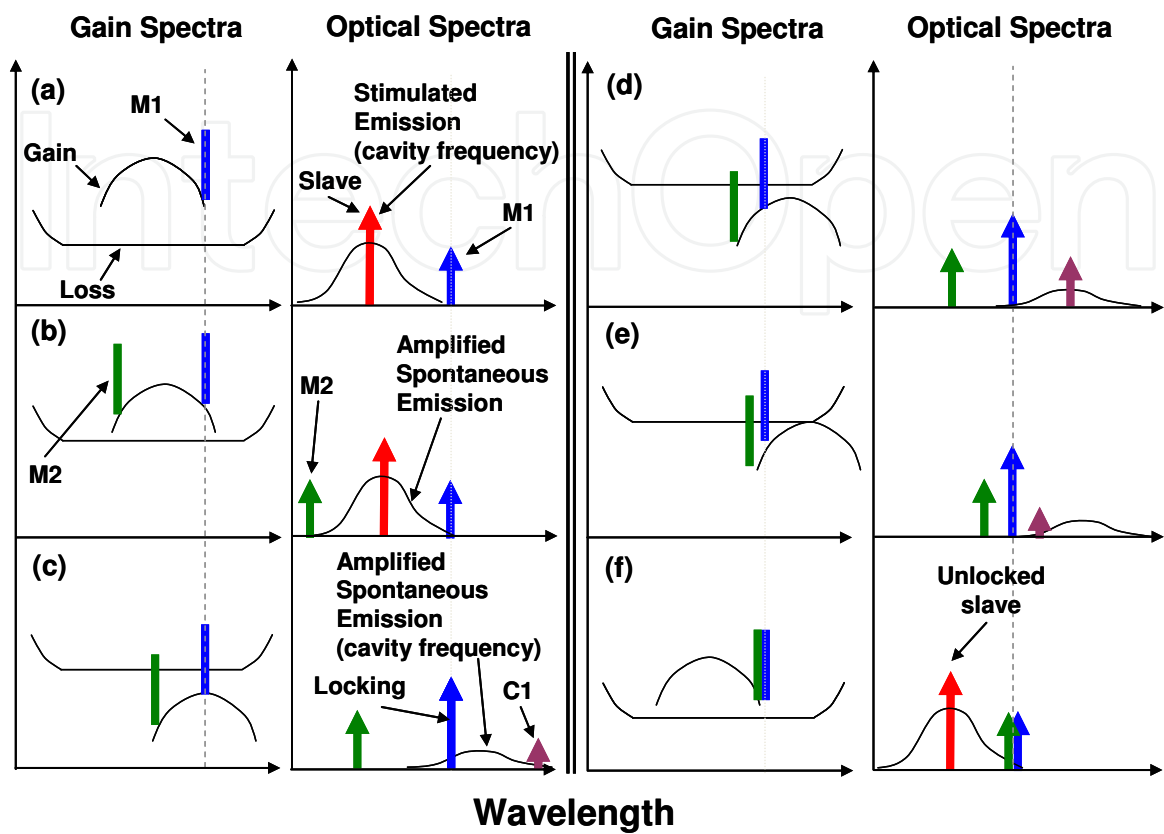 Gain Spectra
Optical Spectra
Gain Spectra
Optical Spectra
(a)
M1
Gain
Loss
Stimulated
Emission
(cavity frequency)
Slave
M1
(b)
M2
M2
Amplified
Spontaneous
Emission
(c)
Amplified
Spontaneous
Emission
(cavity frequency)
Locking
C1
(d)
(e)
(f)
Unlocked
slave
Wavelength
IntechOpen